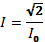 I = √2 / I₀